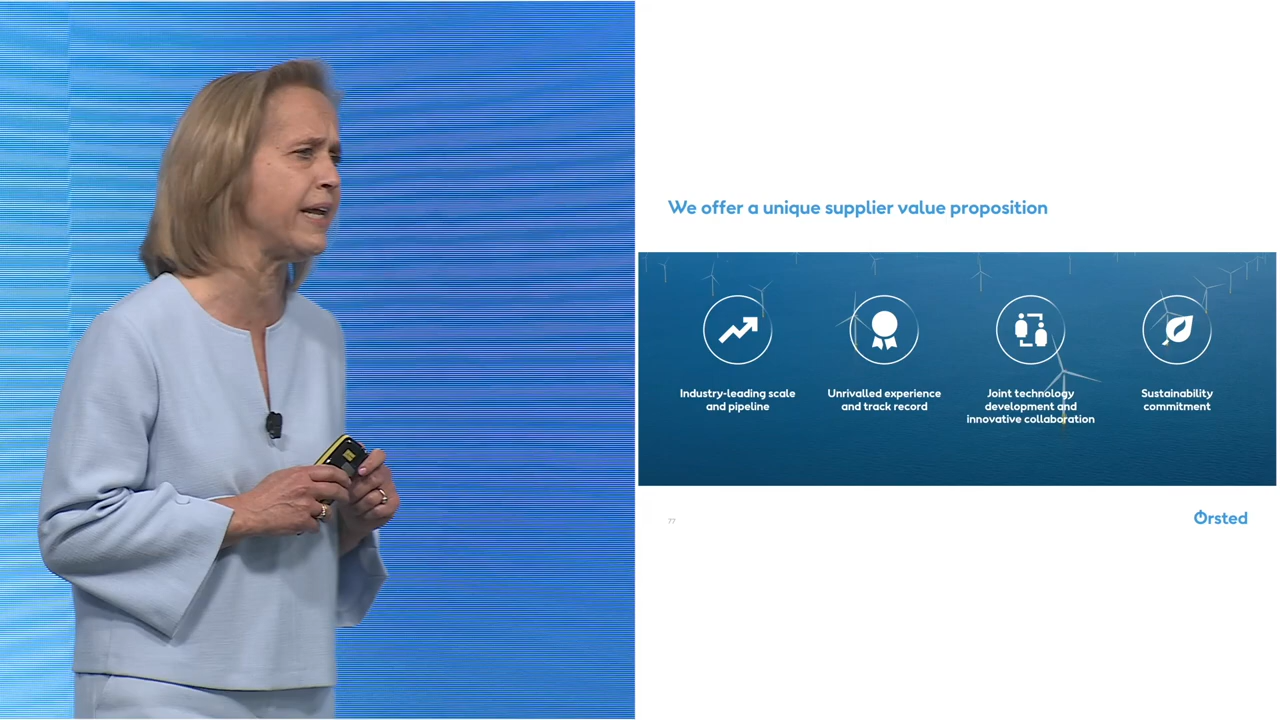 We offer a unique supplier value proposition
Industry-leading scale
and pipeline
Unrivalled experience
and track record
Joint technology
development and
innovative collaboration
Sustainability
commitment
77
Ørsted